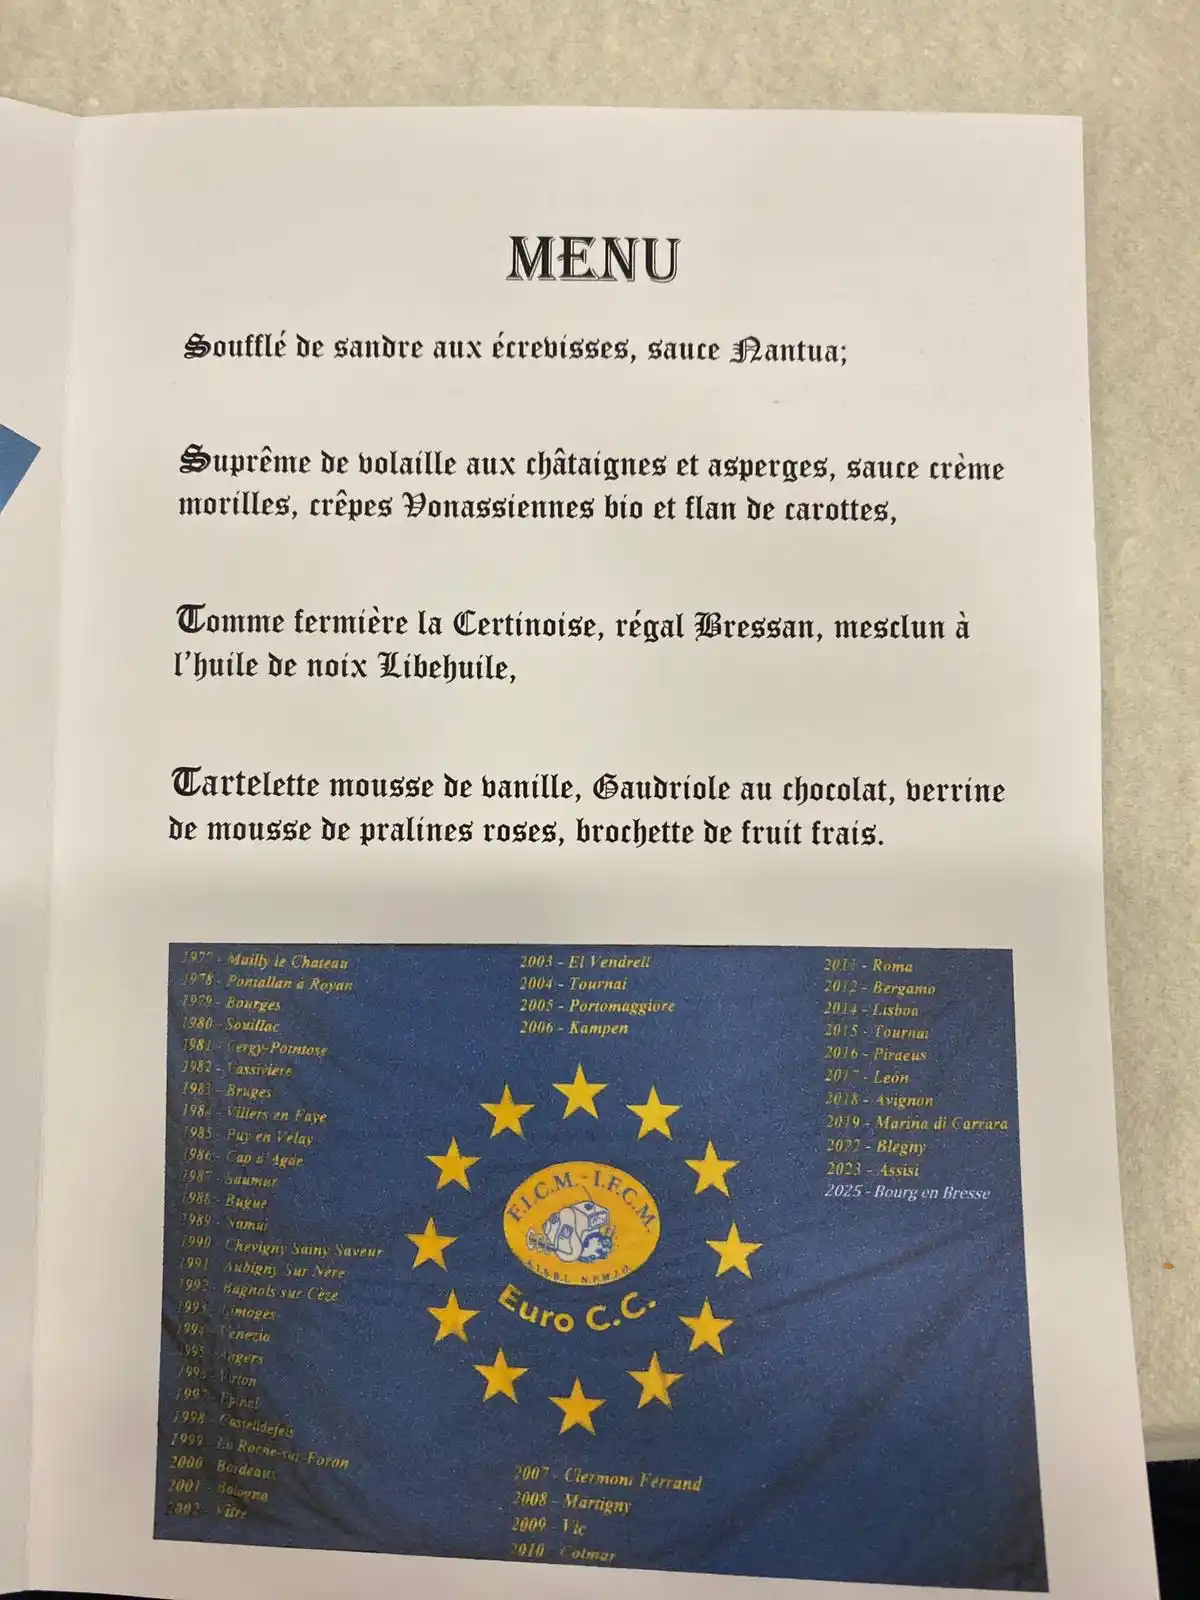 MENU
Soufflé de sandre aux écrevisses, sauce Nantua;
Suprême de volaille aux châtaignes et asperges, sauce crème
morilles, crêpes Vonassiennes bio et flan de carottes,
Tomme fermière la Certinoise, régal Bressan, mesclun à
l'huile de noix Libehuile,
Tartelette mousse de vanille, Gaudriole au chocolat, verrine
de mousse de pralines roses, brochette de fruit frais.
1977 - Mailly le Chateau
1978 - Pontallan à Royan
1979 - Bourges
1980 - Souillac
1981 - Cergy-Pointose
1982 - Vassiviere
1983 - Bruges
1984 - Villers en Faye
1985 - Puy en Velay
1986 - Cap d'Agde
1987 - Saumur
1988 - Bugue
1989 - Namur
1990 - Chevigny Sainy Saveur
1991 - Aubigny Sur Nère
1992 - Bagnols sur Cèze
1993 - Limoges
1994 - Venezia
1995 - Angers
1996 - Virton
1997 - Epinal
1998 - Castelldefels
1999 - La Roche-sur-Foron
2000 - Bordeaux
2001 - Bologna
2002 - Vitre
2003 - El Vendrell
2004 - Tournai
2005 - Portomaggiore
2006 - Kampen
F.I.C.M. - I.F.C.M.
A.I.S.B.L. N.P.M.I.O.
Euro C.C.
2007 - Clermont Ferrand
2008 - Martigny
2009 - Vic
2010 - Colmar
2011 - Roma
2012 - Bergamo
2014 - Lisboa
2015 - Tournai
2016 - Piraeus
2017 - León
2018 - Avignon
2019 - Marina di Carrara
2022 - Blegny
2023 - Assisi
2025 - Bourg en Bresse